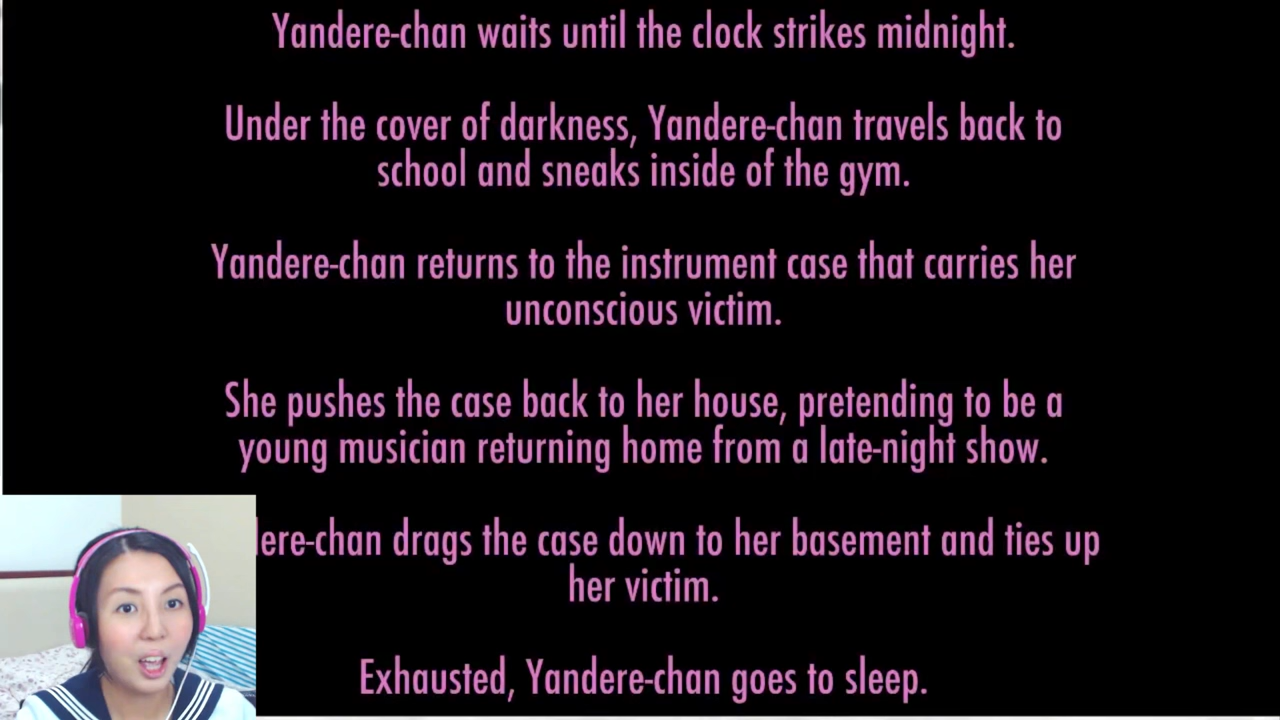 Yandere-chan waits until the clock strikes midnight.
Under the cover of darkness, Yandere-chan travels back to
school and sneaks inside of the gym.
Yandere-chan returns to the instrument case that carries her
unconscious victim.
She pushes the case back to her house, pretending to be a
young musician returning home from a late-night show.
dere-chan drags the case down to her basement and ties up
her victim.
Exhausted, Yandere-chan goes to sleep.